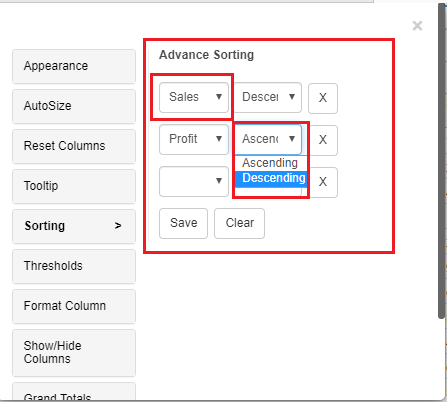 ×
Advance Sorting
Appearance
AutoSize
Reset Columns
Tooltip
Sorting >
Thresholds
Format Column
Show/Hide
Columns
Grand Totals
Sales ▼ Descer ▼ X
Profit ▼ Ascenc ▼ X
Ascending
Descending
▼ X
Save Clear